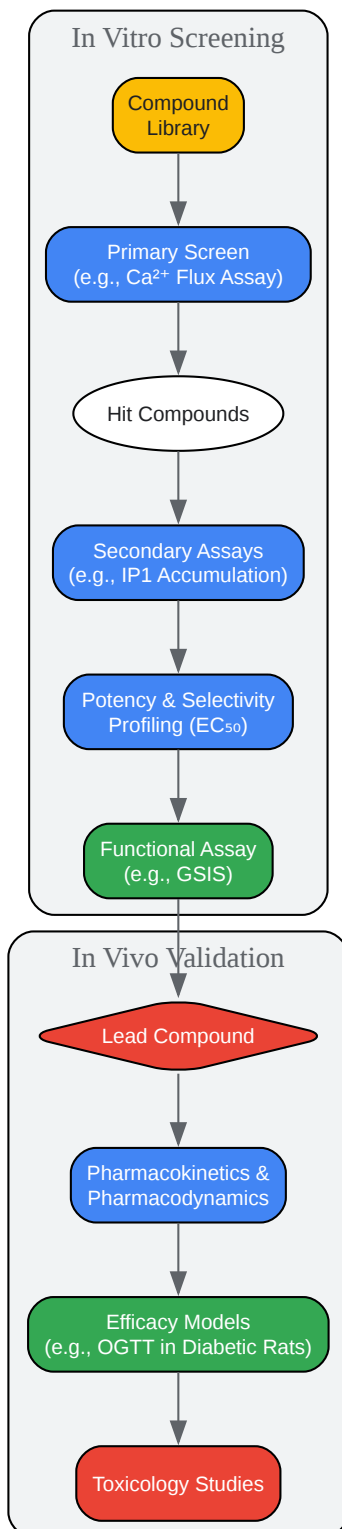 In Vitro Screening
Compound
Library
Primary Screen
(e.g., Ca²⁺ Flux Assay)
Hit Compounds
Secondary Assays
(e.g., IP1 Accumulation)
Potency & Selectivity
Profiling (EC₅₀)
Functional Assay
(e.g., GSIS)
In Vivo Validation
Lead Compound
Pharmacokinetics &
Pharmacodynamics
Efficacy Models
(e.g., OGTT in Diabetic Rats)
Toxicology Studies